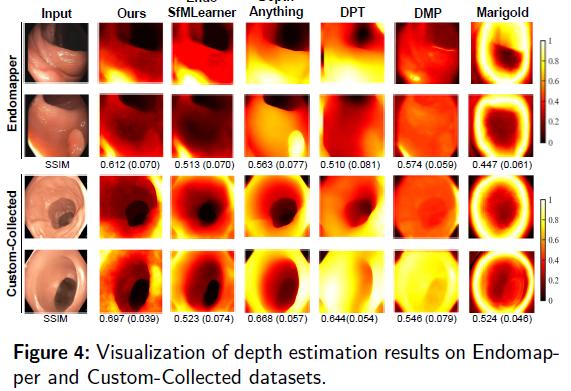 Input Ours SfMLearner Anything DPT DMP Marigold
Endomapper
1
0.8
0.6
0.4
0.2
0
SSIM 0.612 (0.070) 0.513 (0.070) 0.563 (0.077) 0.510 (0.081) 0.574 (0.059) 0.447 (0.061)
Custom-Collected
1
0.8
0.6
0.4
0.2
0
SSIM 0.697 (0.039) 0.523 (0.074) 0.668 (0.057) 0.644(0.054) 0.546 (0.079) 0.524 (0.046)
Figure 4: Visualization of depth estimation results on Endomap-
per and Custom-Collected datasets.